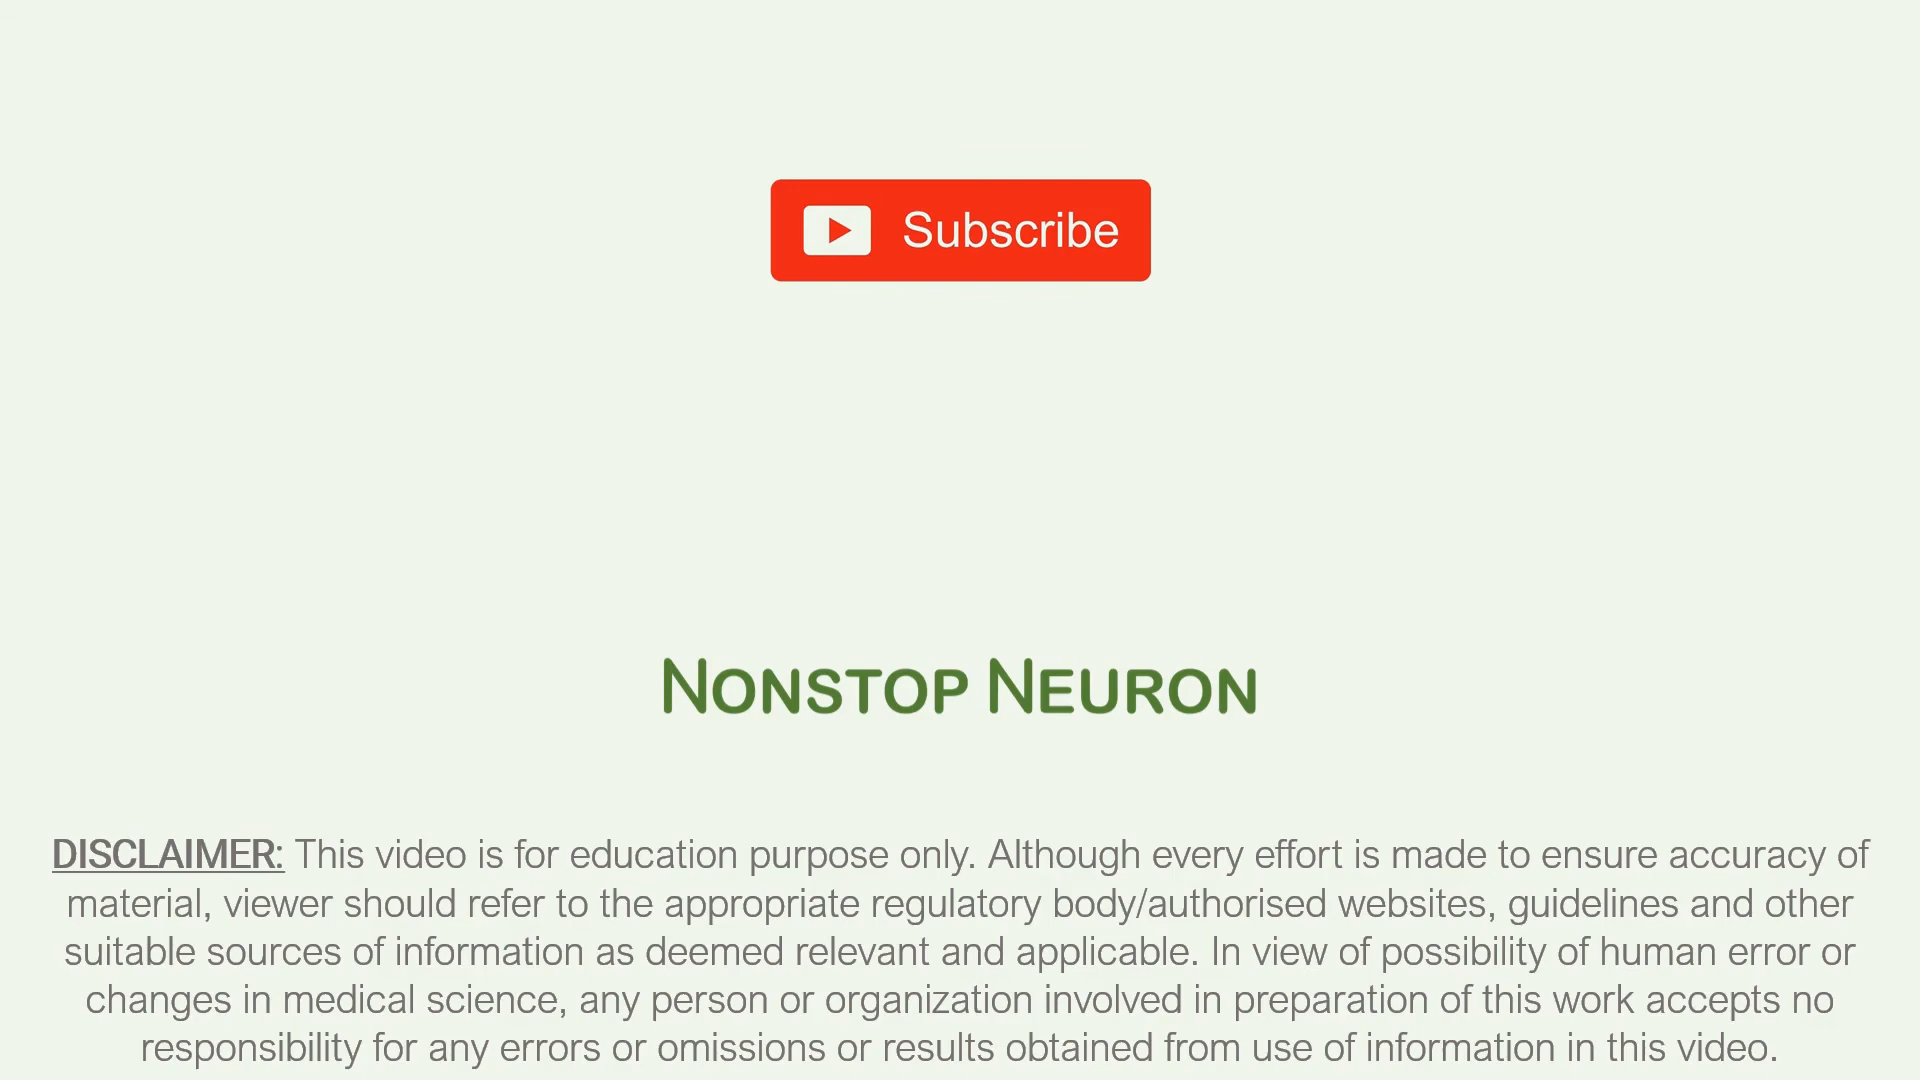 Subscribe
Nonstop Neuron
DISCLAIMER: This video is for education purpose only. Although every effort is made to ensure accuracy of
material, viewer should refer to the appropriate regulatory body/authorised websites, guidelines and other
suitable sources of information as deemed relevant and applicable. In view of possibility of human error or
changes in medical science, any person or organization involved in preparation of this work accepts no
responsibility for any errors or omissions or results obtained from use of information in this video.